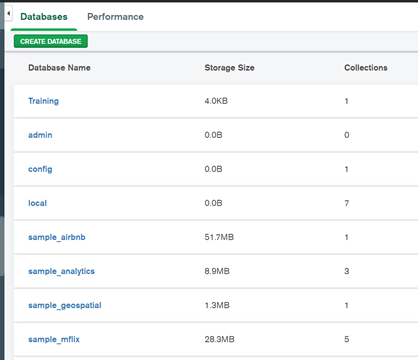 Databases Performance
CREATE DATABASE
Database Name Storage Size Collections
Training 4.0KB 1
admin 0.0B 0
config 0.0B 1
local 0.0B 7
sample_airbnb 51.7MB 1
sample_analytics 8.9MB 3
sample_geospatial 1.3MB 1
sample_mflix 28.3MB 5